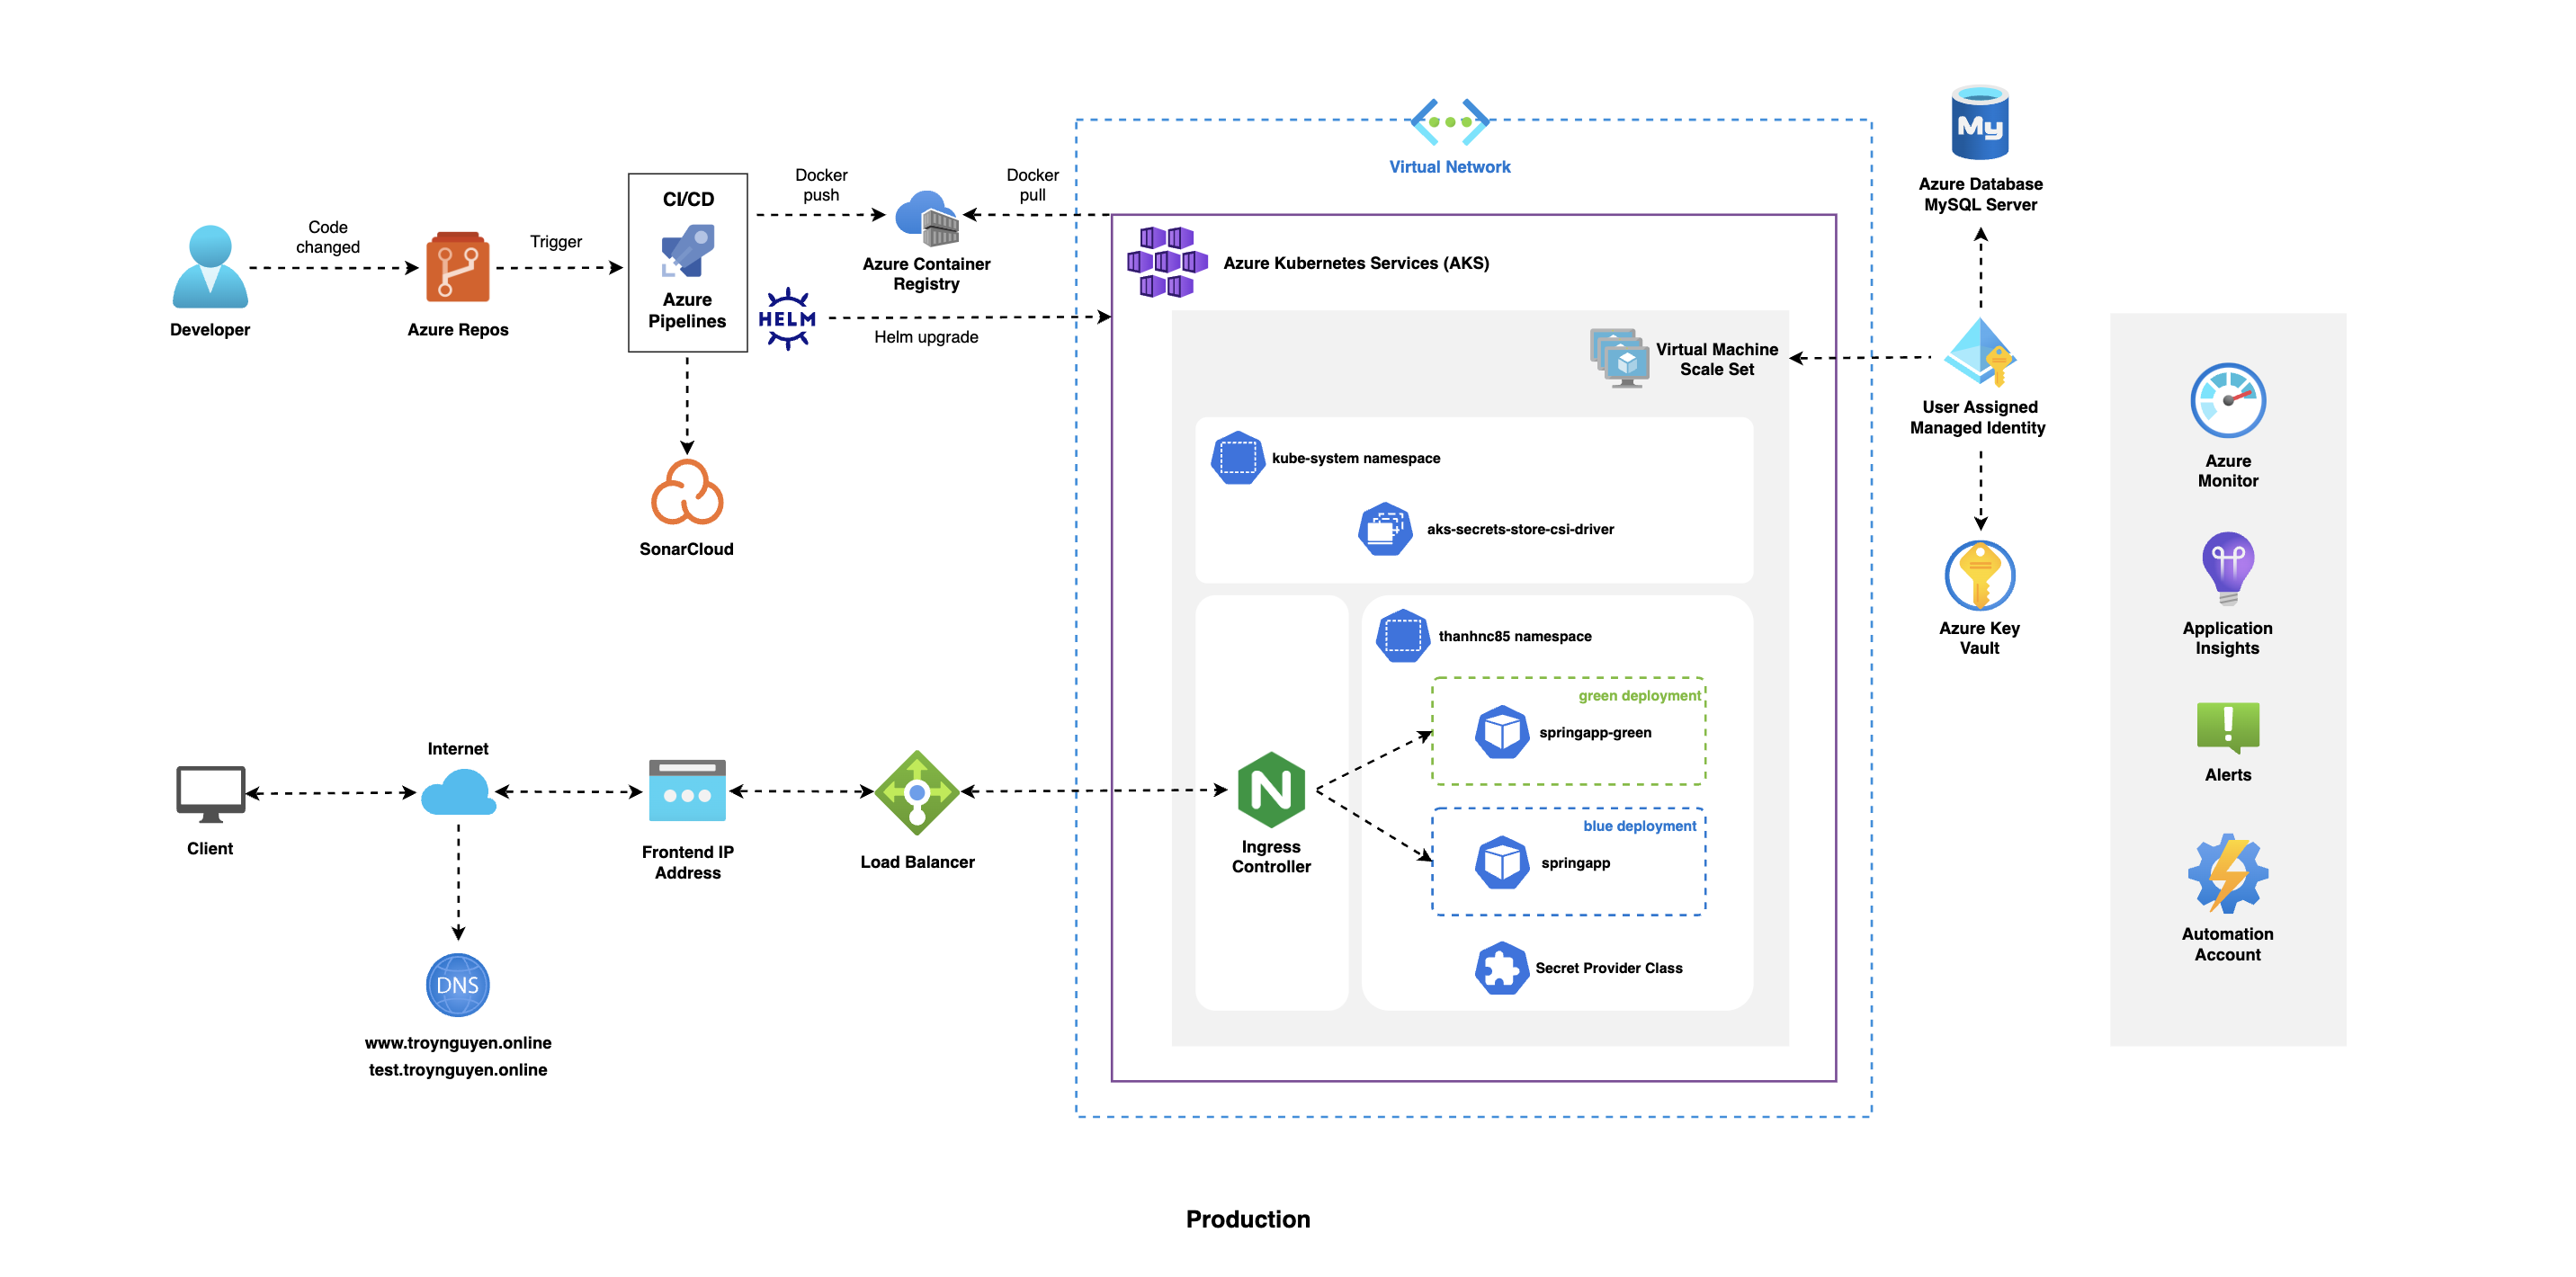 Code
changed
Developer
Azure Repos
Trigger
CI/CD
Azure
Pipelines
Docker
push
Azure Container
Registry
Docker
pull
HELM
Helm upgrade
SonarCloud
Virtual Network
Azure Kubernetes Services (AKS)
Virtual Machine
Scale Set
kube-system namespace
aks-secrets-store-csi-driver
thanhnc85 namespace
green deployment
springapp-green
blue deployment
springapp
Secret Provider Class
N
Ingress
Controller
Client
Internet
DNS
www.troynguyen.online
test.troynguyen.online
Frontend IP
Address
Load Balancer
My
Azure Database
MySQL Server
User Assigned
Managed Identity
Azure Key
Vault
Azure
Monitor
Application
Insights
Alerts
Automation
Account
Production